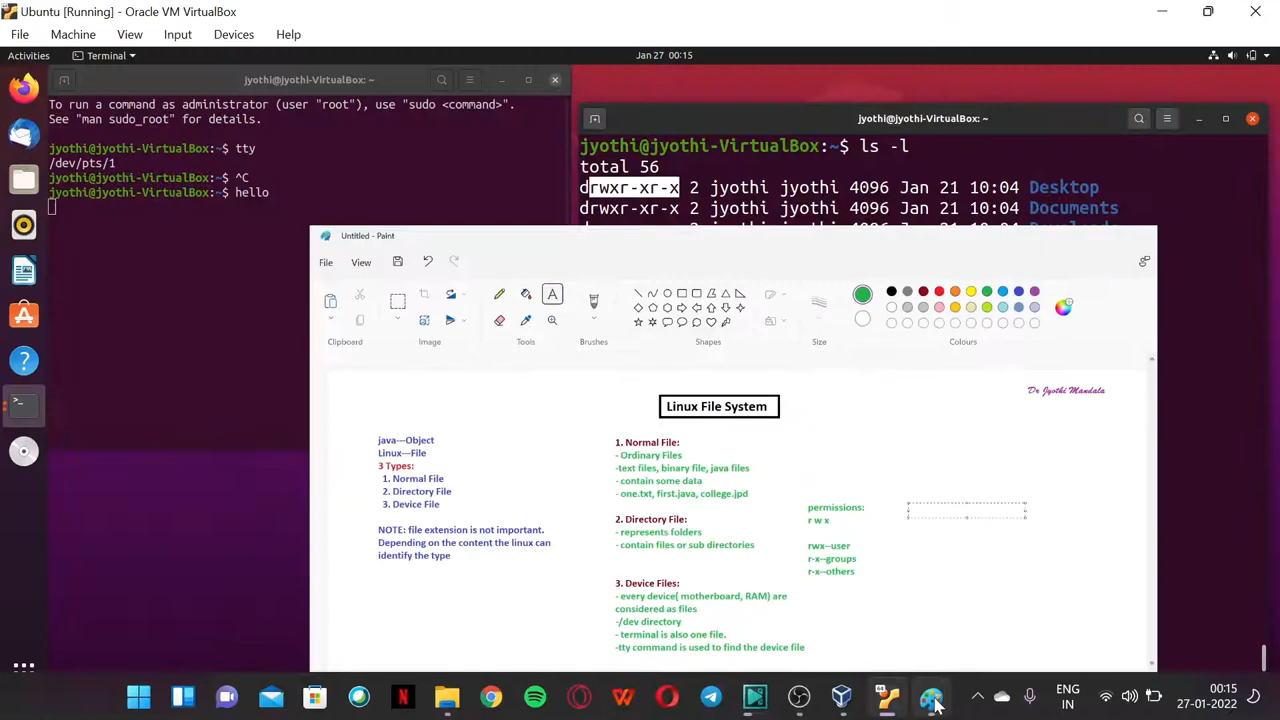 Ubuntu [Running] - Oracle VM VirtualBox
File Machine View Input Devices Help
Activities Terminal Jan 27 00:15
jyothi@jyothi-VirtualBox: ~
To run a command as administrator (user "root"), use "sudo <command>".
See "man sudo_root" for details.
jyothi@jyothi-VirtualBox:~$ tty
/dev/pts/1
jyothi@jyothi-VirtualBox:~$ ^C
jyothi@jyothi-VirtualBox:~$ hello
jyothi@jyothi-VirtualBox: ~
jyothi@jyothi-VirtualBox:~$ ls -l
total 56
drwxr-xr-x 2 jyothi jyothi 4096 Jan 21 10:04 Desktop
drwxr-xr-x 2 jyothi jyothi 4096 Jan 21 10:04 Documents
Untitled - Paint
File View
Clipboard Image Tools Brushes Shapes Size Colours
Dr Jyothi Mandala
Linux File System
java---Object
Linux---File
3 Types:
1. Normal File
2. Directory File
3. Device File
NOTE: file extension is not important.
Depending on the content the linux can
identify the type
1. Normal File:
- Ordinary Files
-text files, binary file, java files
- contain some data
- one.txt, first.java, college.jpd
2. Directory File:
- represents folders
- contain files or sub directories
3. Device Files:
- every device( motherboard, RAM) are
considered as files
-/dev directory
- terminal is also one file.
-tty command is used to find the device file
permissions:
r w x
rwx--user
r-x--groups
r-x--others
ENG
IN
00:15
27-01-2022